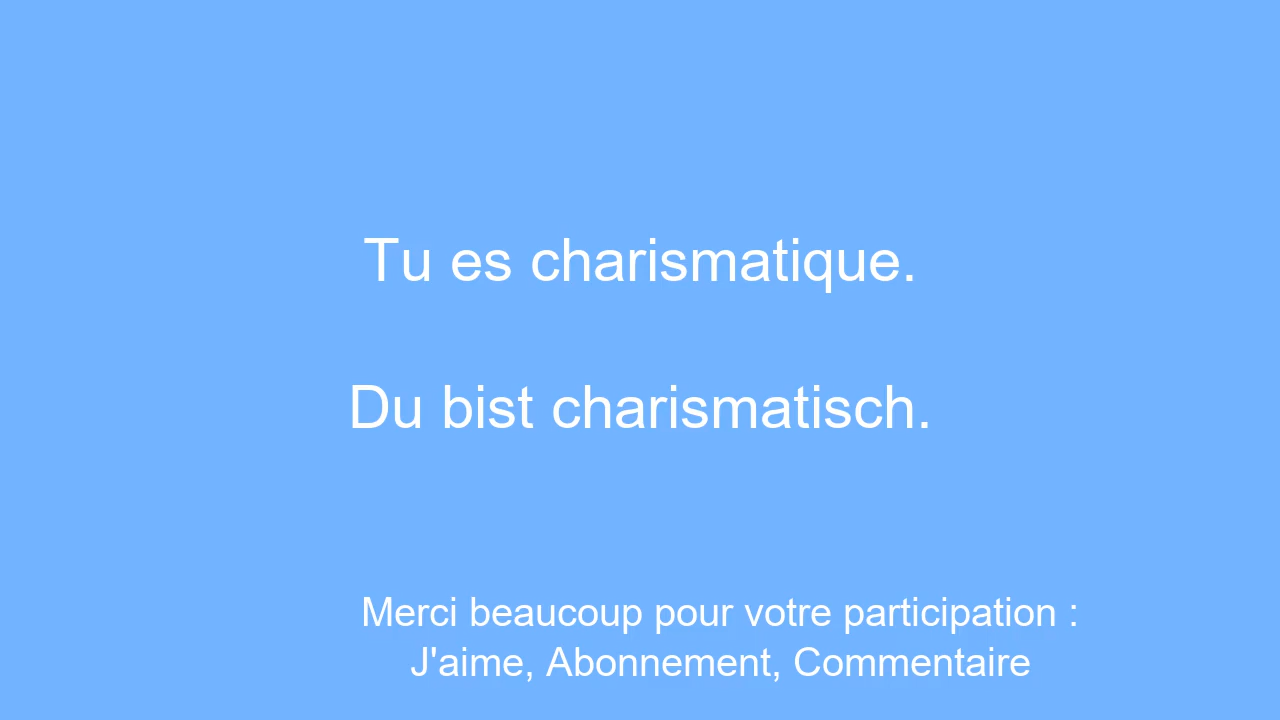 Tu es charismatique.
Du bist charismatisch.
Merci beaucoup pour votre participation :
J'aime, Abonnement, Commentaire